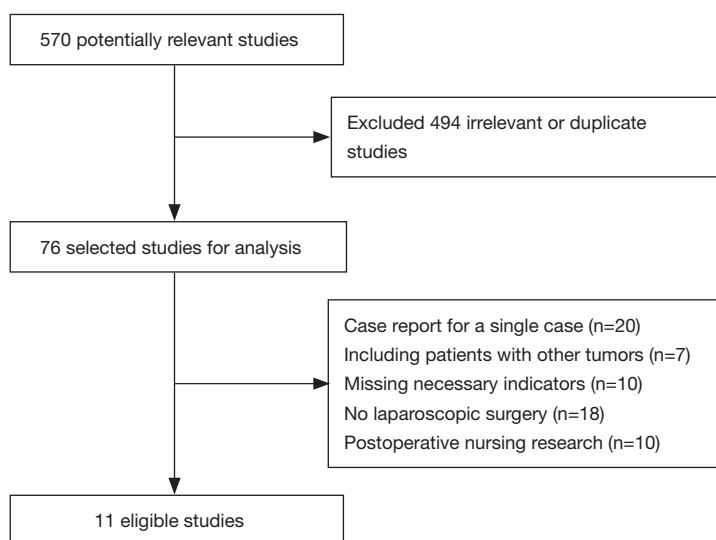 570 potentially relevant studies
Excluded 494 irrelevant or duplicate
studies
76 selected studies for analysis
Case report for a single case (n=20)
Including patients with other tumors (n=7)
Missing necessary indicators (n=10)
No laparoscopic surgery (n=18)
Postoperative nursing research (n=10)
11 eligible studies